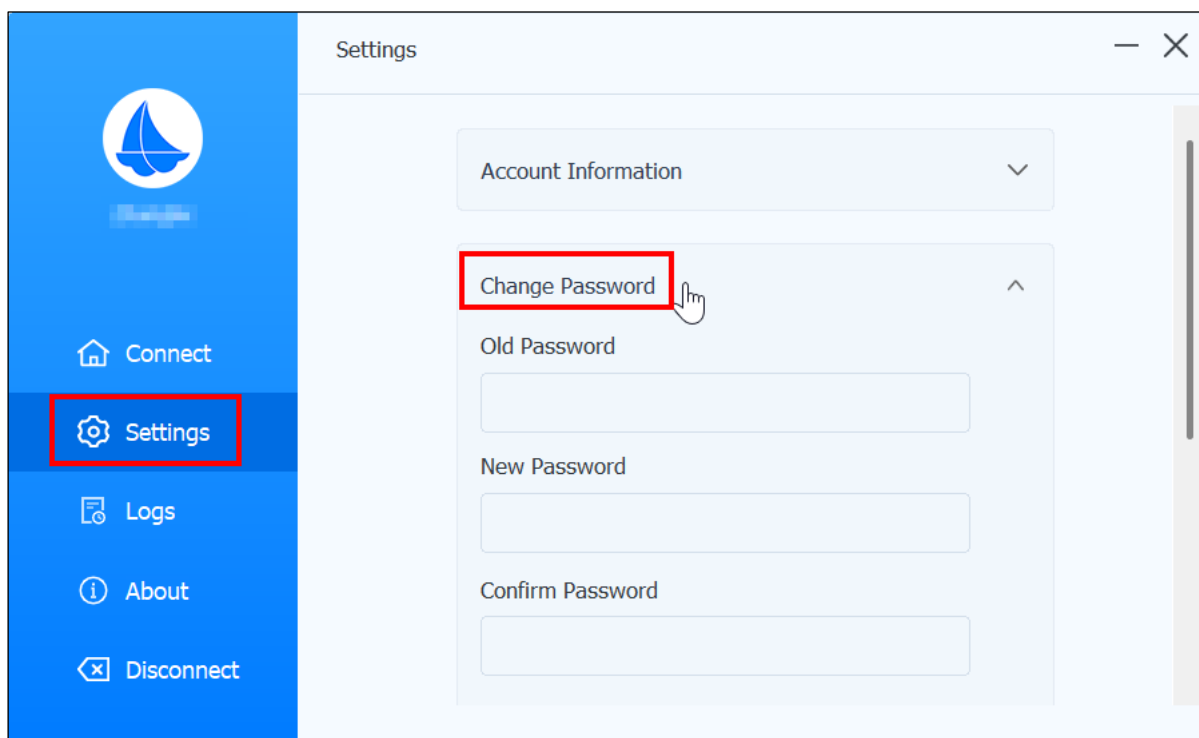 Settings
Account Information
Change Password
Old Password
New Password
Confirm Password
Connect
Settings
Logs
About
Disconnect